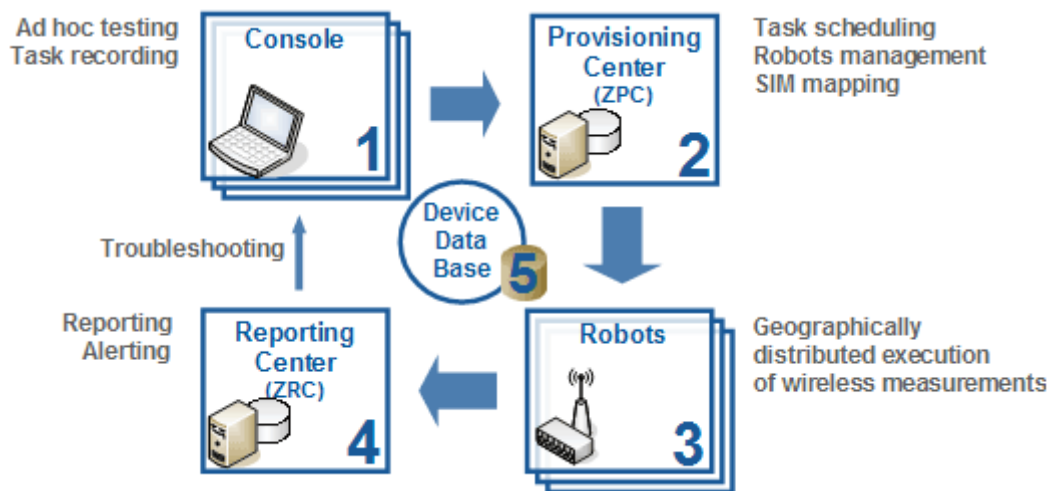 Ad hoc testing
Task recording
Console
1
Provisioning
Center
(ZPC)
2
Task scheduling
Robots management
SIM mapping
Device
Data
Base
5
Troubleshooting
Reporting
Alerting
Reporting
Center
(ZRC)
4
Robots
3
Geographically
distributed execution
of wireless measurements